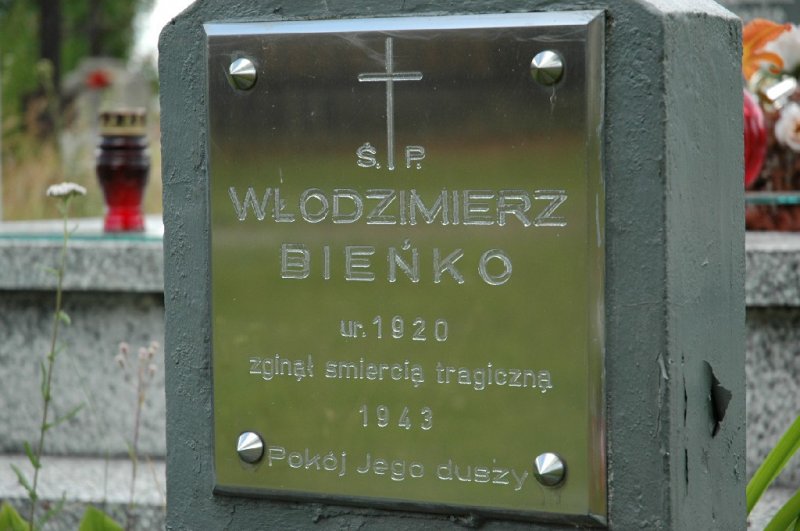 Ś. P.
WŁODZIMIERZ
BIEŃKO
ur. 1920
zginął smiercią tragiczną
1943
Pokój Jego duszy